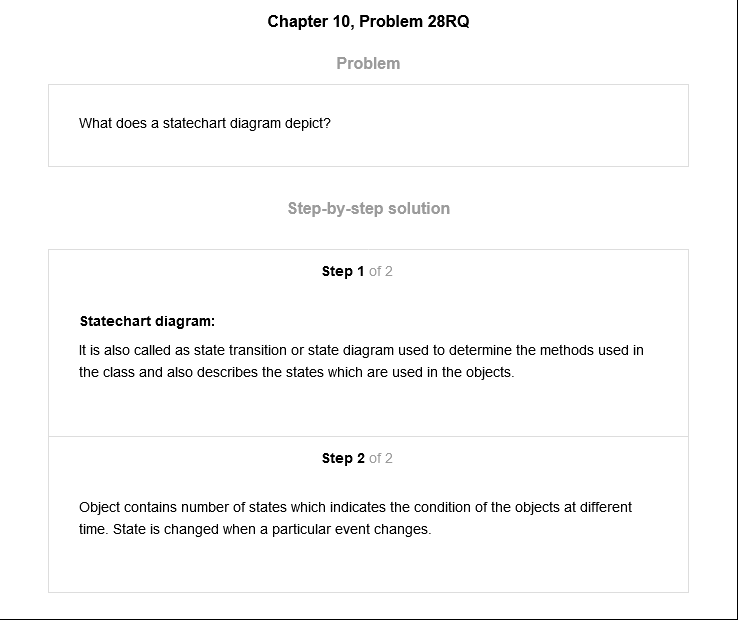 Chapter 10, Problem 28RQ
Problem
What does a statechart diagram depict?
Step-by-step solution
Step 1 of 2
Statechart diagram:
It is also called as state transition or state diagram used to determine the methods used in
the class and also describes the states which are used in the objects.
Step 2 of 2
Object contains number of states which indicates the condition of the objects at different
time. State is changed when a particular event changes.